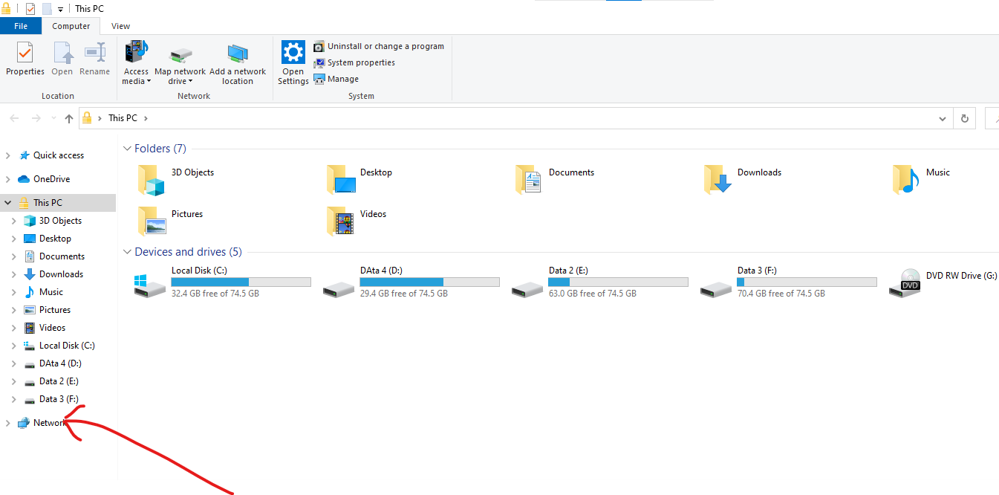 This PC
File
Computer
View
Properties
Open
Rename
Access media
Map network drive
Add a network location
Open Settings
Uninstall or change a program
System properties
Manage
Location
Network
System
This PC
Quick access
OneDrive
This PC
3D Objects
Desktop
Documents
Downloads
Music
Pictures
Videos
Local Disk (C:)
DAta 4 (D:)
Data 2 (E:)
Data 3 (F:)
Network
Folders (7)
3D Objects
Desktop
Documents
Downloads
Music
Pictures
Videos
Devices and drives (5)
Local Disk (C:)
32.4 GB free of 74.5 GB
DAta 4 (D:)
29.4 GB free of 74.5 GB
Data 2 (E:)
63.0 GB free of 74.5 GB
Data 3 (F:)
70.4 GB free of 74.5 GB
DVD RW Drive (G:)
DVD